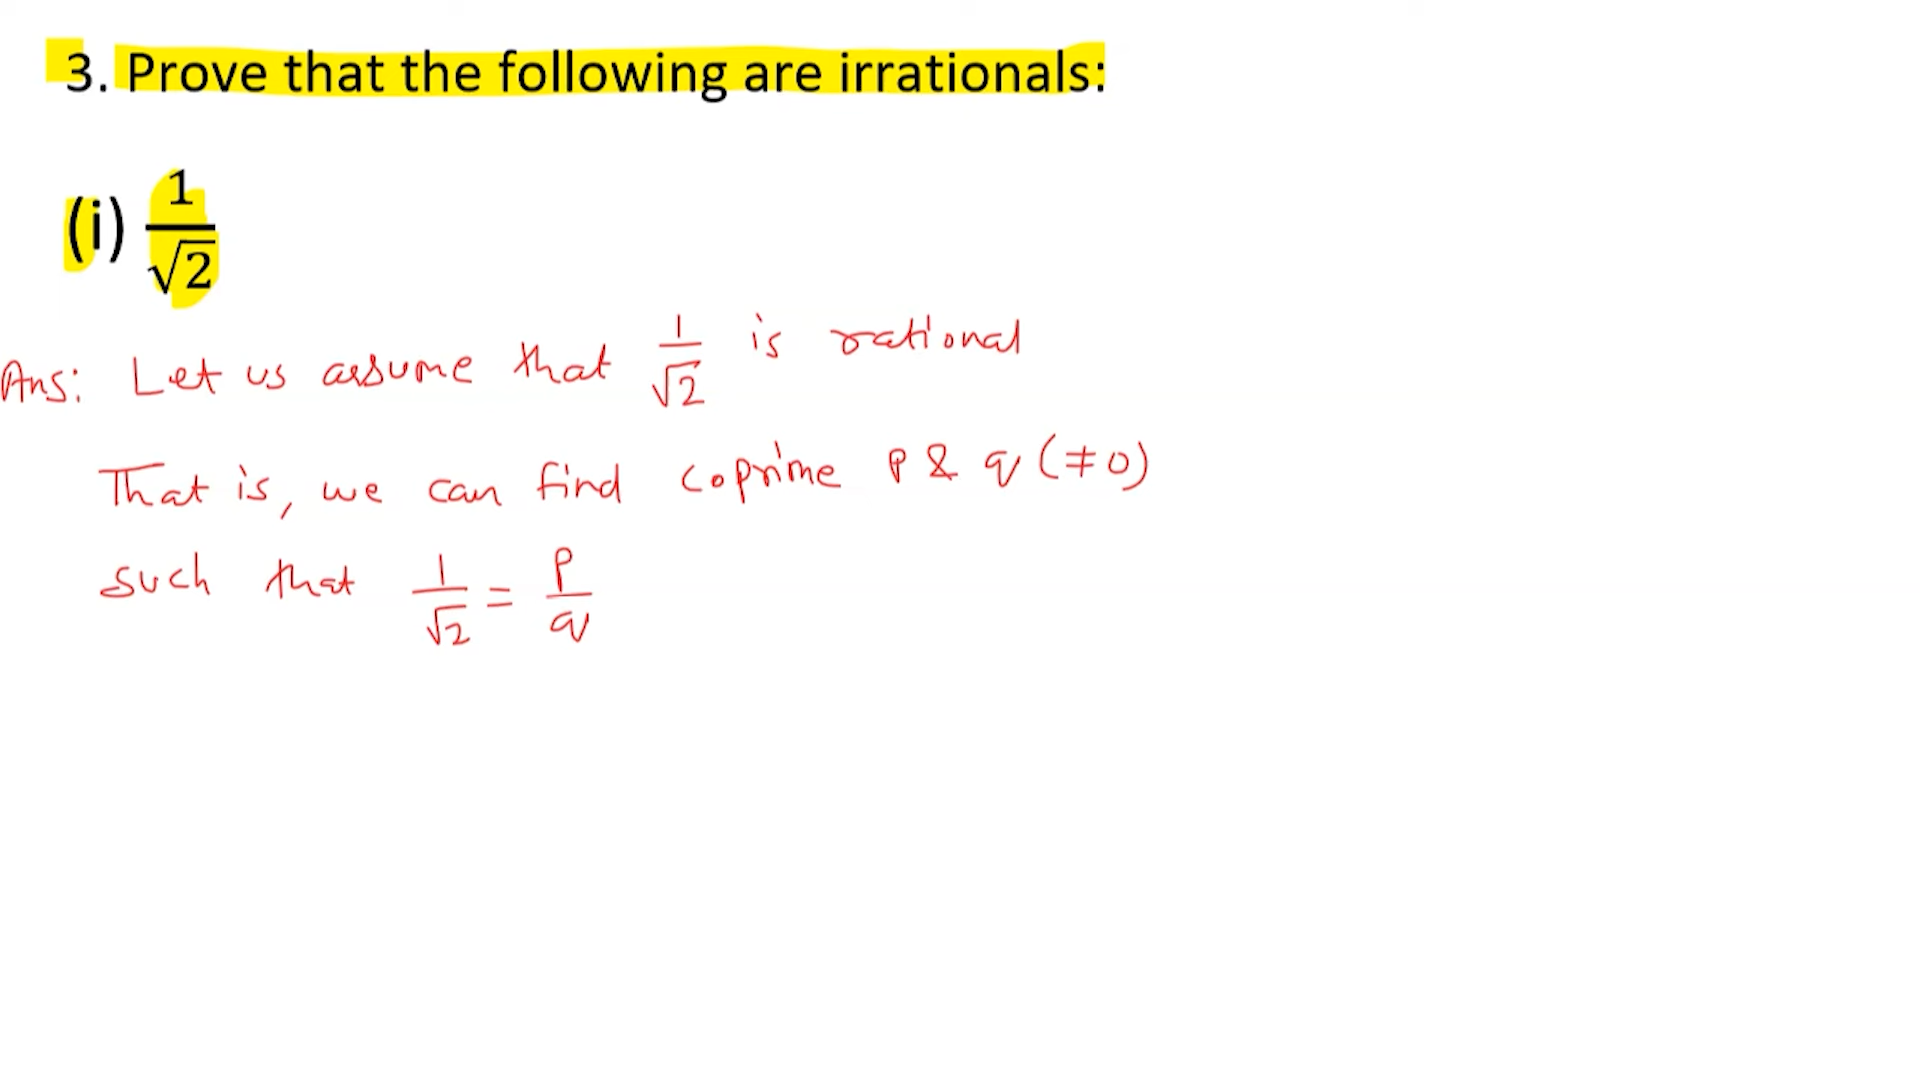 3. Prove that the following are irrationals:
(i) 1/√2
Ans: Let us assume that 1/√2 is rational
That is, we can find coprime p & q (≠0)
such that 1/√2 = p/q